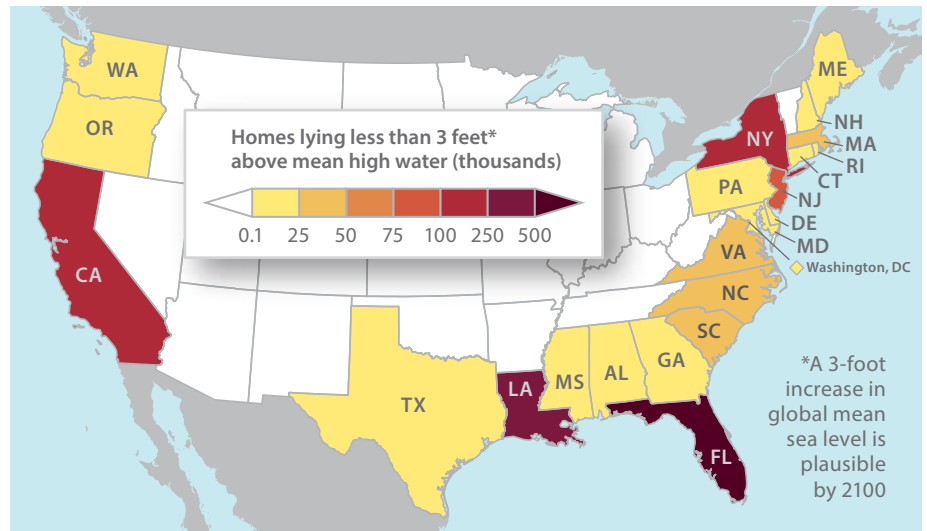 WA
OR
CA
Homes lying less than 3 feet*
above mean high water (thousands)
0.1 25 50 75 100 250 500
ME
NH
MA
RI
CT
NY
NJ
PA
DE
MD
Washington, DC
VA
NC
SC
GA
AL
MS
LA
TX
FL
*A 3-foot
increase in
global mean
sea level is
plausible
by 2100